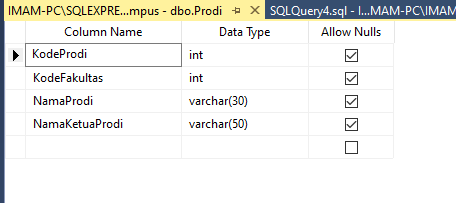 IMAM-PC\SQLEXPRE...mpus - dbo.Prodi SQLQuery4.sql - I...MAM-PC\IMAM
Column Name Data Type Allow Nulls
KodeProdi int
KodeFakultas int
NamaProdi varchar(30)
NamaKetuaProdi varchar(50)